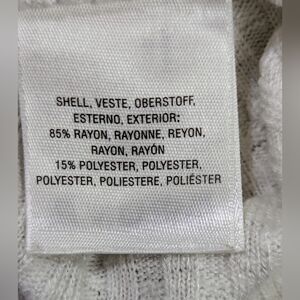 SHELL, VESTE, OBERSTOFF,
ESTERNO, EXTERIOR:
85% RAYON, RAYONNE, REYON,
RAYON, RAYÓN
15% POLYESTER, POLYESTER,
POLYESTER, POLIESTERE, POLIÉSTER